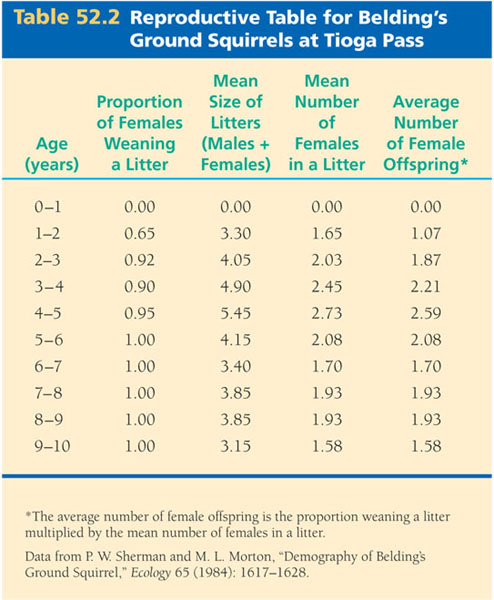 Table 52.2 Reproductive Table for Belding's
Ground Squirrels at Tioga Pass
Mean Mean
Proportion Size of Number Average
of Females Litters of Number
Age Weaning (Males + Females of Female
(years) a Litter Females) in a Litter Offspring*
0–1 0.00 0.00 0.00 0.00
1–2 0.65 3.30 1.65 1.07
2–3 0.92 4.05 2.03 1.87
3–4 0.90 4.90 2.45 2.21
4–5 0.95 5.45 2.73 2.59
5–6 1.00 4.15 2.08 2.08
6–7 1.00 3.40 1.70 1.70
7–8 1.00 3.85 1.93 1.93
8–9 1.00 3.85 1.93 1.93
9–10 1.00 3.15 1.58 1.58
*The average number of female offspring is the proportion weaning a litter
multiplied by the mean number of females in a litter.
Data from P. W. Sherman and M. L. Morton, "Demography of Belding's
Ground Squirrel," Ecology 65 (1984): 1617–1628.